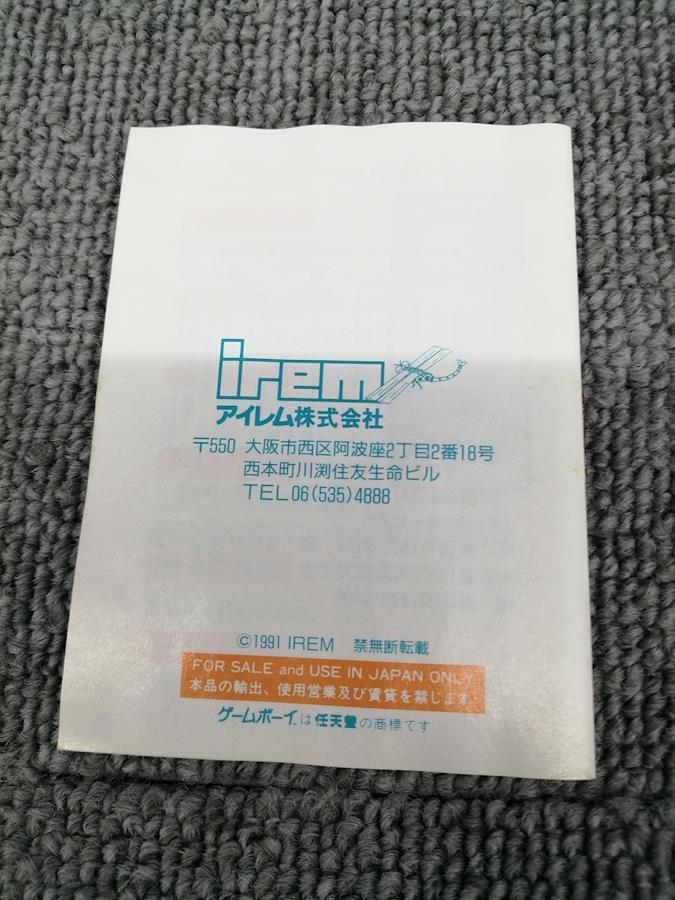 irem
アイレム株式会社
〒550 大阪市西区阿波座2丁目2番18号
西本町川渕住友生命ビル
TEL 06(535)4888
©1991 IREM 禁無断転載
FOR SALE and USE IN JAPAN ONLY
本品の輸出、使用営業及び賃貸を禁じます
ゲームボーイは任天堂の商標です